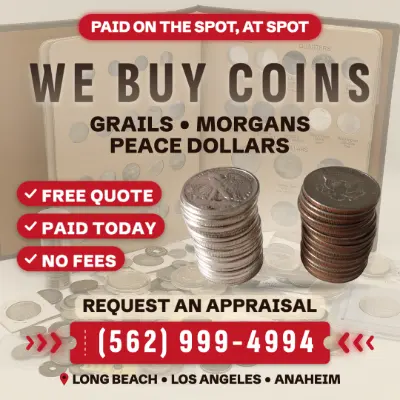 PAID ON THE SPOT, AT SPOT
WE BUY COINS
GRAILS • MORGANS
PEACE DOLLARS
FREE QUOTE
PAID TODAY
NO FEES
REQUEST AN APPRAISAL
(562) 999-4994
LONG BEACH • LOS ANGELES • ANAHEIM